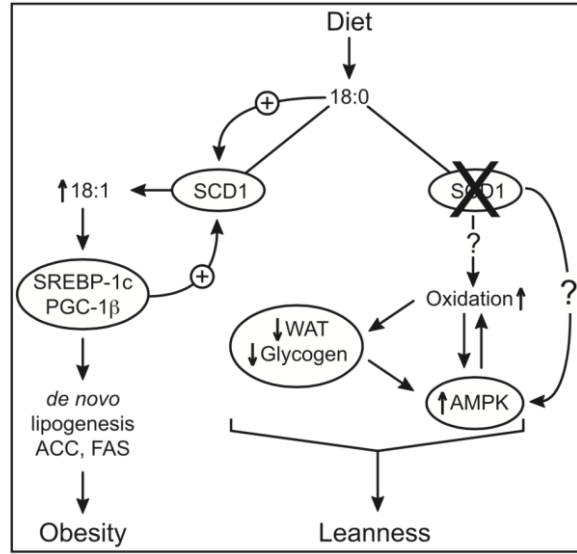 Diet
18:0
+
↑18:1
SCD1
SCD1
?
+
SREBP-1c
PGC-1β
Oxidation↑
?
↓WAT
↓Glycogen
↑AMPK
de novo
lipogenesis
ACC, FAS
Obesity
Leanness